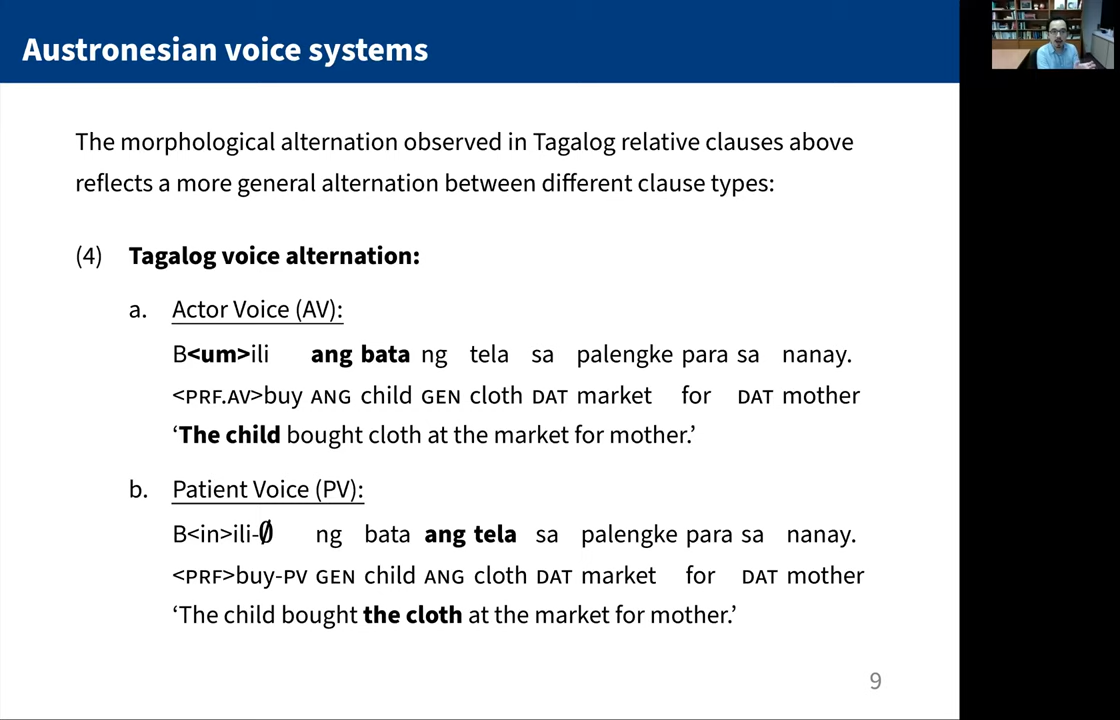 Austronesian voice systems
The morphological alternation observed in Tagalog relative clauses above
reflects a more general alternation between different clause types:
(4) Tagalog voice alternation:
a. Actor Voice (AV):
B<um>ili ang bata ng tela sa palengke para sa nanay.
<PRF.AV>buy ANG child GEN cloth DAT market for DAT mother
‘The child bought cloth at the market for mother.’
b. Patient Voice (PV):
B<in>ili-∅ ng bata ang tela sa palengke para sa nanay.
<PRF>buy-PV GEN child ANG cloth DAT market for DAT mother
‘The child bought the cloth at the market for mother.’
9